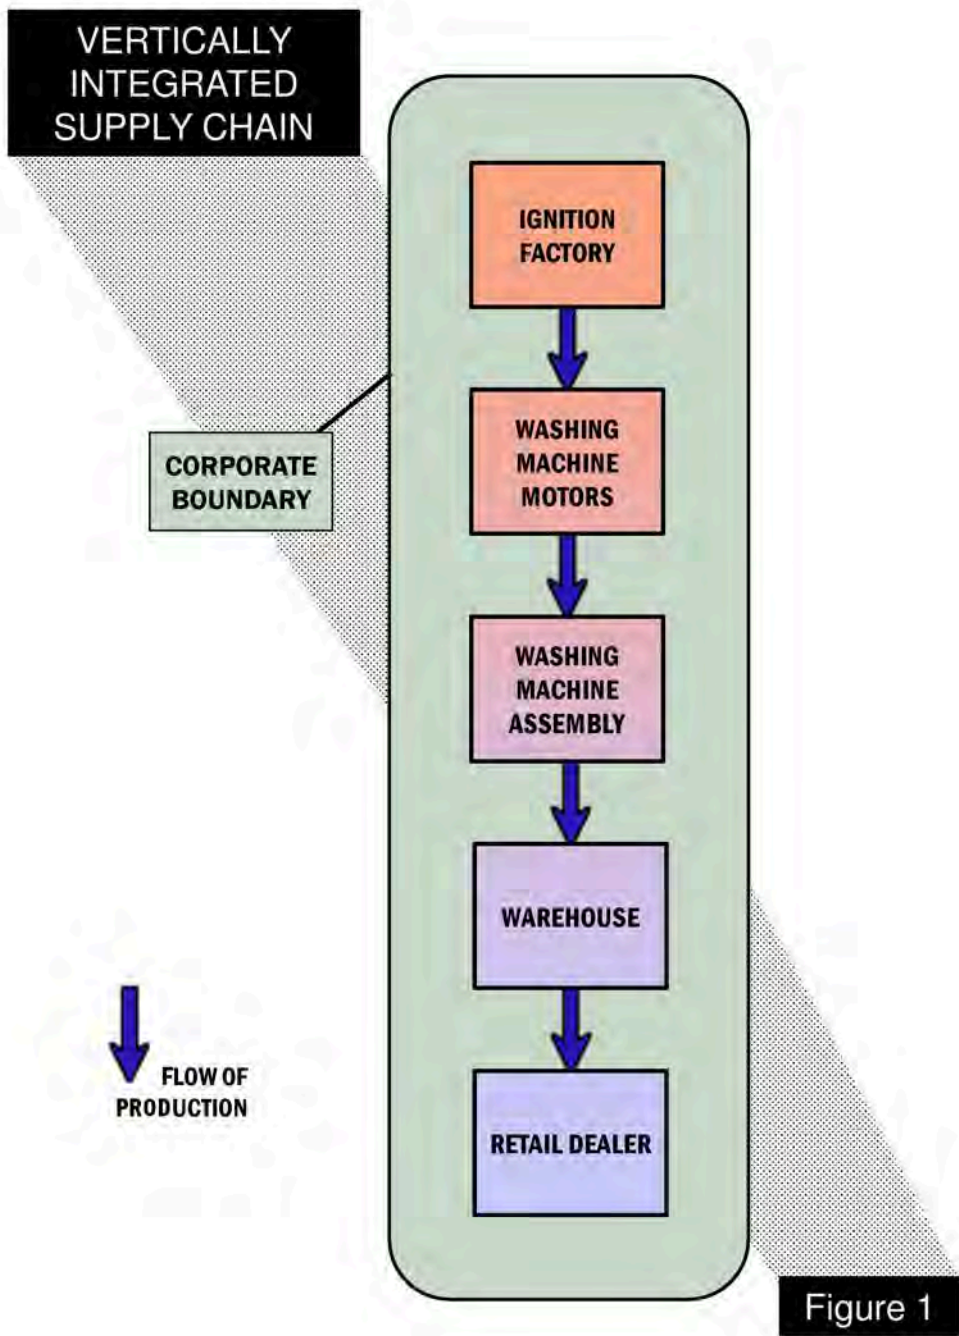 VERTICALLY
INTEGRATED
SUPPLY CHAIN
IGNITION
FACTORY
WASHING
MACHINE
MOTORS
CORPORATE
BOUNDARY
WASHING
MACHINE
ASSEMBLY
WAREHOUSE
FLOW OF
PRODUCTION
RETAIL DEALER
Figure 1